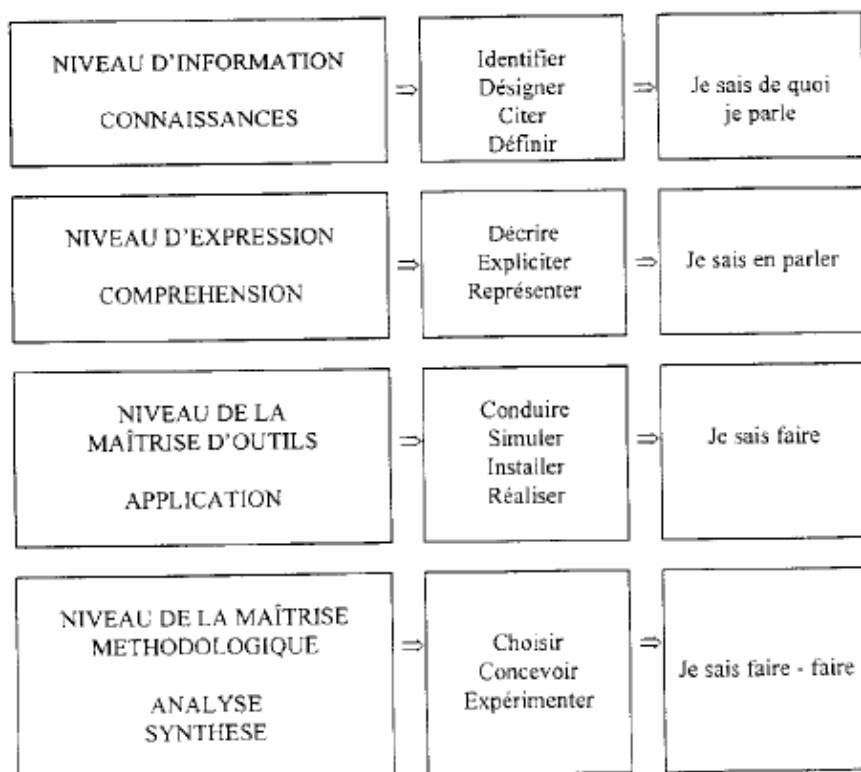 NIVEAU D'INFORMATION
CONNAISSANCES
⇒
Identifier
Désigner
Citer
Définir
⇒
Je sais de quoi
je parle
NIVEAU D'EXPRESSION
COMPREHENSION
⇒
Décrire
Expliciter
Représenter
⇒
Je sais en parler
NIVEAU DE LA
MAÎTRISE D'OUTILS
APPLICATION
⇒
Conduire
Simuler
Installer
Réaliser
⇒
Je sais faire
NIVEAU DE LA MAÎTRISE
METHODOLOGIQUE
ANALYSE
SYNTHESE
⇒
Choisir
Concevoir
Expérimenter
⇒
Je sais faire - faire